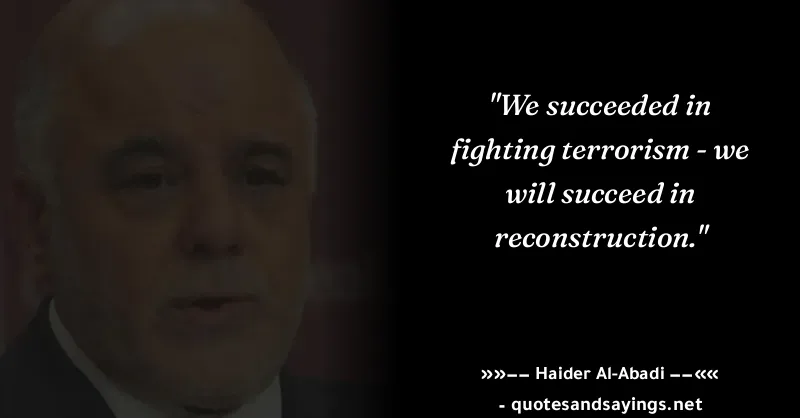 "We succeeded in
fighting terrorism - we
will succeed in
reconstruction."
»»−− Haider Al-Abadi −−««
- quotesandsayings.net